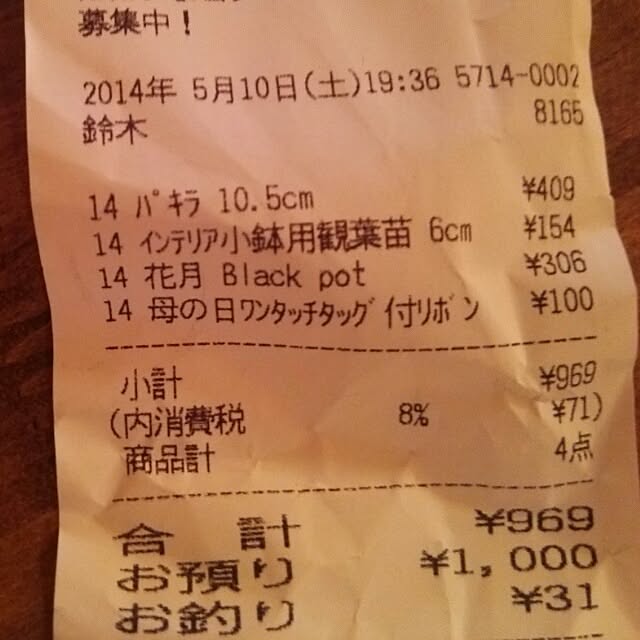 募集中!
2014年 5月10日(土)19:36 5714-0002
鈴木 8165
14 パキラ 10.5cm ¥409
14 インテリア小鉢用観葉苗 6cm ¥154
14 花月 Black pot ¥306
14 母の日ワンタッチタッグ付リボン ¥100
小計 ¥969
(内消費税 8% ¥71)
商品計 4点
合 計 ¥969
お預り ¥1,000
お釣り ¥31